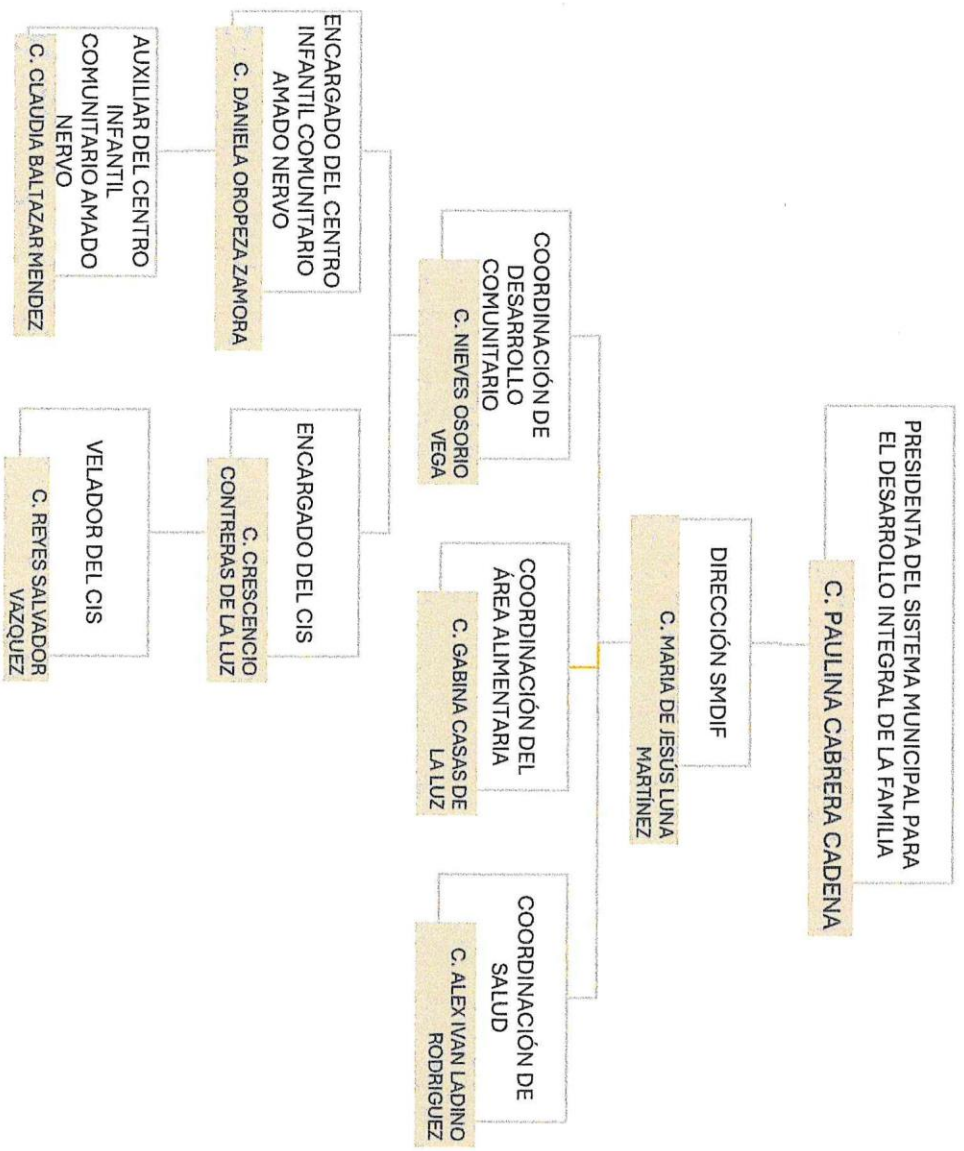 PRESIDENTA DEL SISTEMA MUNICIPAL PARA
EL DESARROLLO INTEGRAL DE LA FAMILIA
C. PAULINA CABRERA CADENA
DIRECCIÓN SMDIF
C. MARIA DE JESÚS LUNA
MARTÍNEZ
COORDINACIÓN DE
DESARROLLO
COMUNITARIO
C. NIEVES OSORIO
VEGA
COORDINACIÓN DEL
ÁREA ALIMENTARIA
C. GABINA CASAS DE
LA LUZ
COORDINACIÓN DE
SALUD
C. ALEX IVAN LADINO
RODRIGUEZ
ENCARGADO DEL CENTRO
INFANTIL COMUNITARIO
AMADO NERVO
C. DANIELA OROPEZA ZAMORA
ENCARGADO DEL CIS
C. CRESCENCIO
CONTRERAS DE LA LUZ
AUXILIAR DEL CENTRO
INFANTIL
COMUNITARIO AMADO
NERVO
C. CLAUDIA BALTAZAR MENDEZ
VELADOR DEL CIS
C. REYES SALVADOR
VAZQUEZ